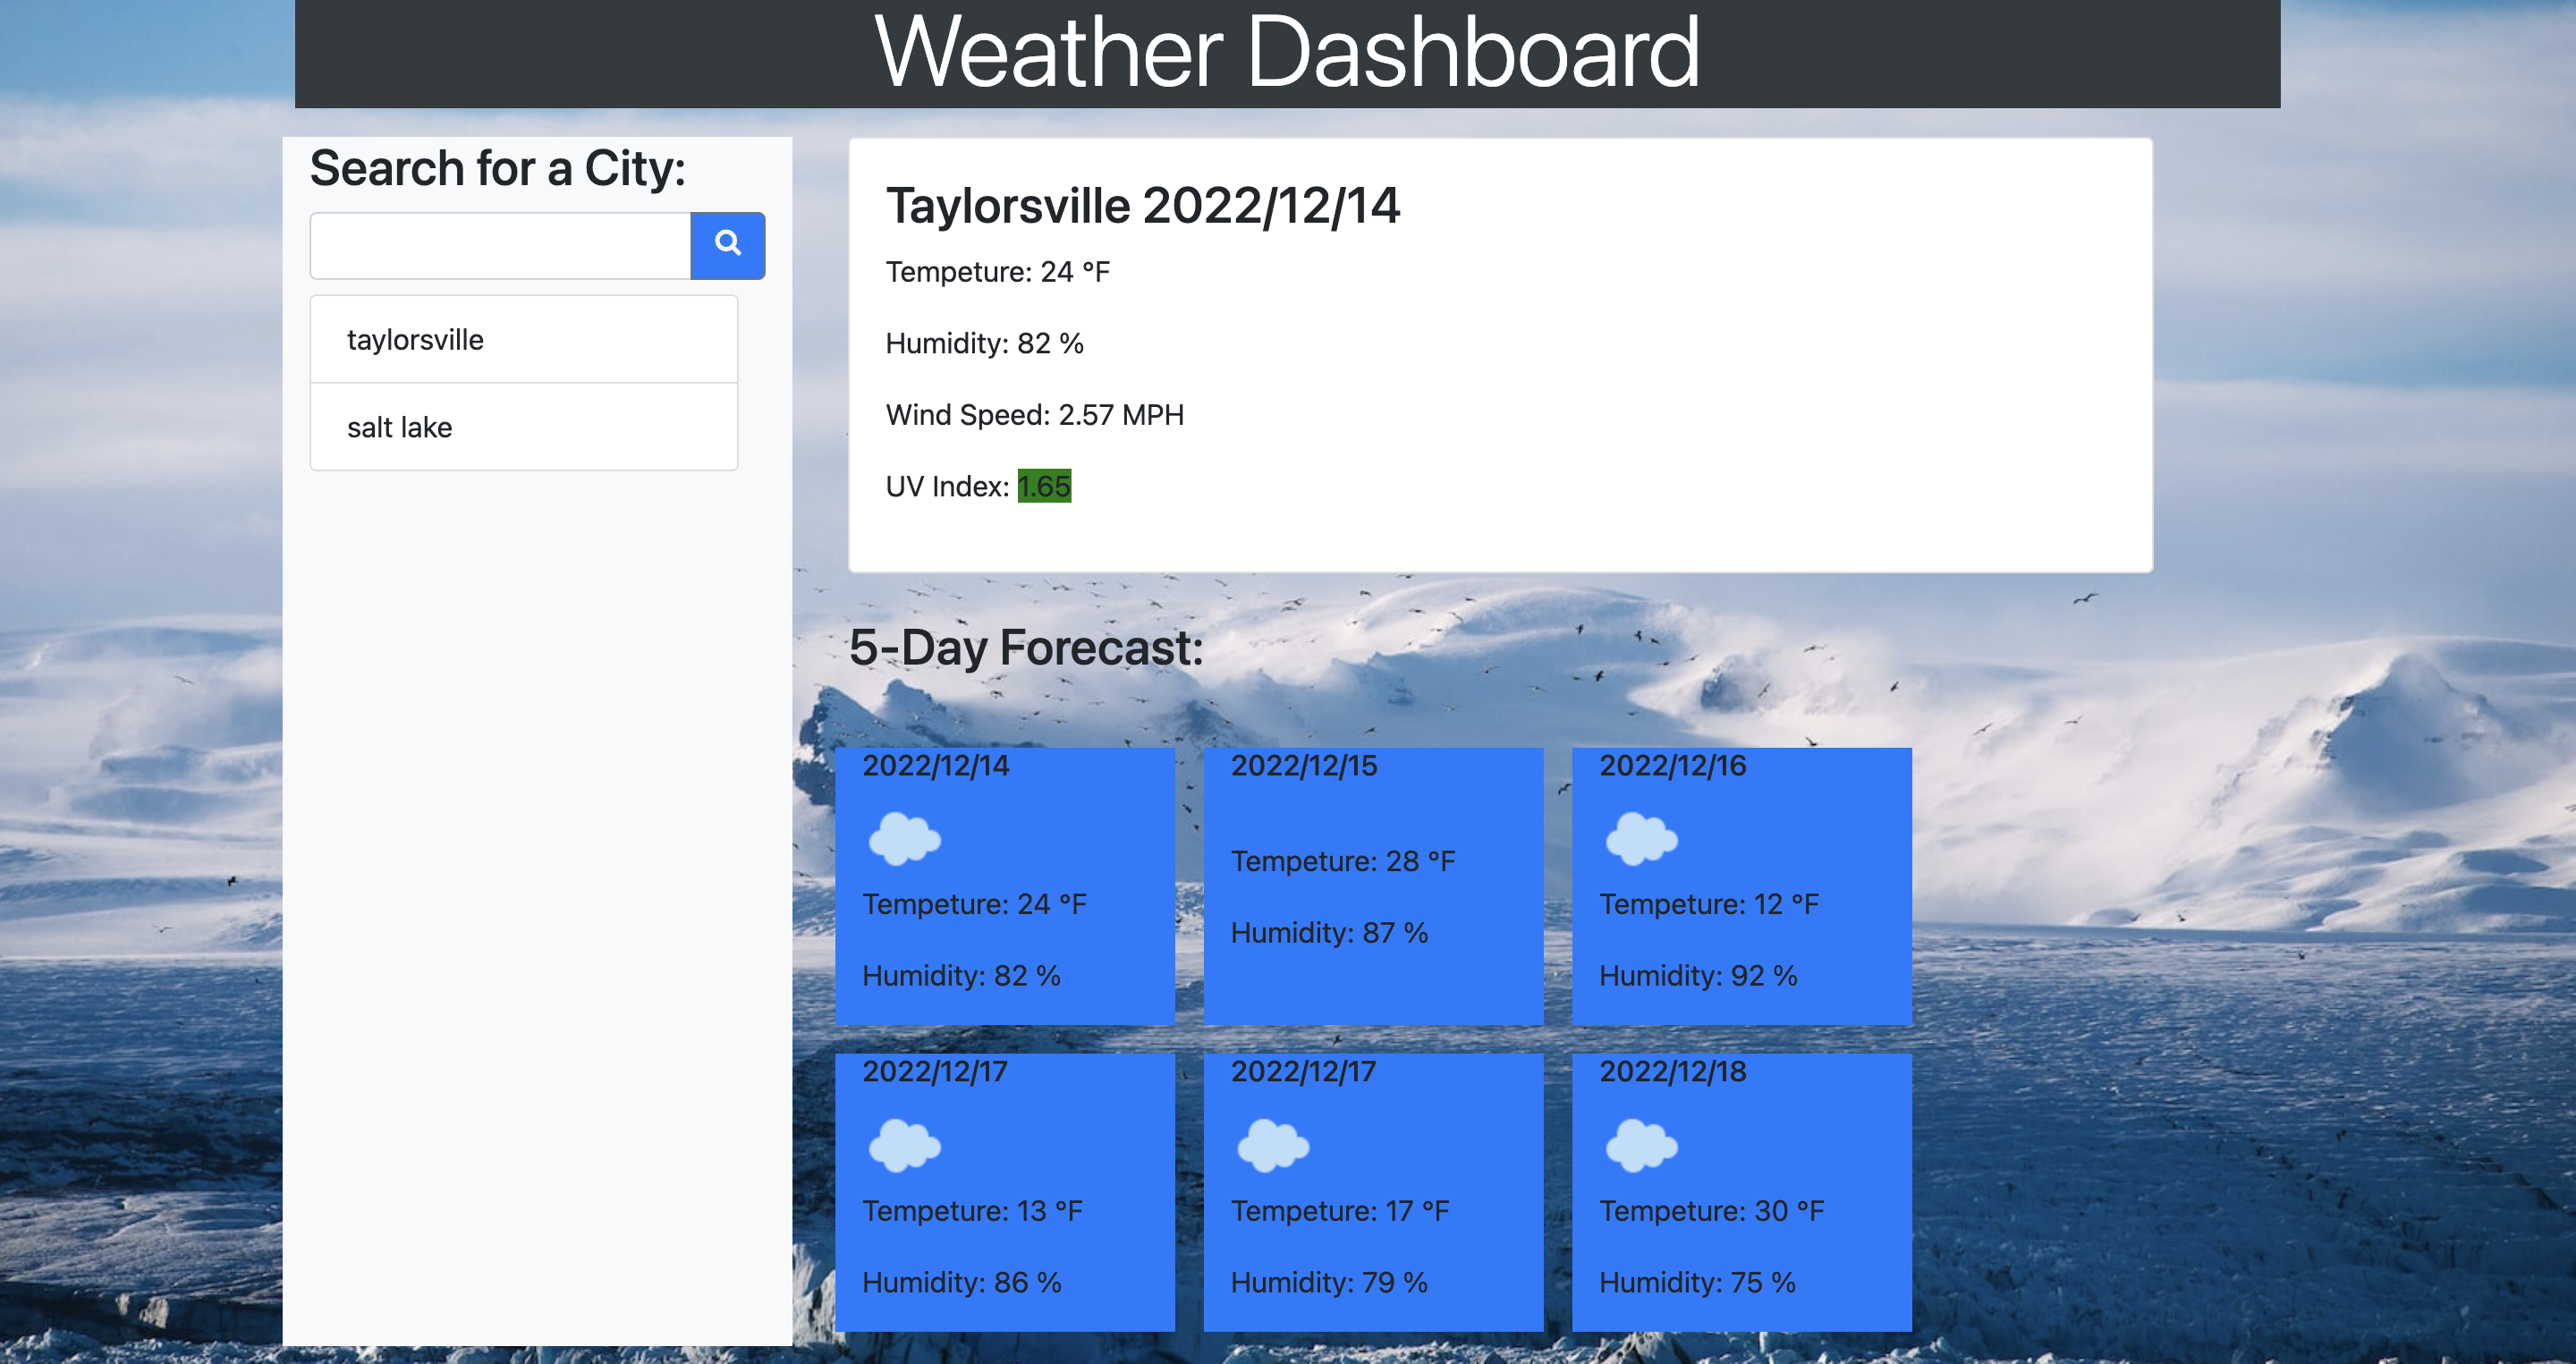 Weather Dashboard
Search for a City:
taylorsville
salt lake
Taylorsville 2022/12/14
Tempeture: 24 °F
Humidity: 82 %
Wind Speed: 2.57 MPH
UV Index: 1.65
5-Day Forecast:
2022/12/14
Tempeture: 24 °F
Humidity: 82 %
2022/12/15
Tempeture: 28 °F
Humidity: 87 %
2022/12/16
Tempeture: 12 °F
Humidity: 92 %
2022/12/17
Tempeture: 13 °F
Humidity: 86 %
2022/12/17
Tempeture: 17 °F
Humidity: 79 %
2022/12/18
Tempeture: 30 °F
Humidity: 75 %